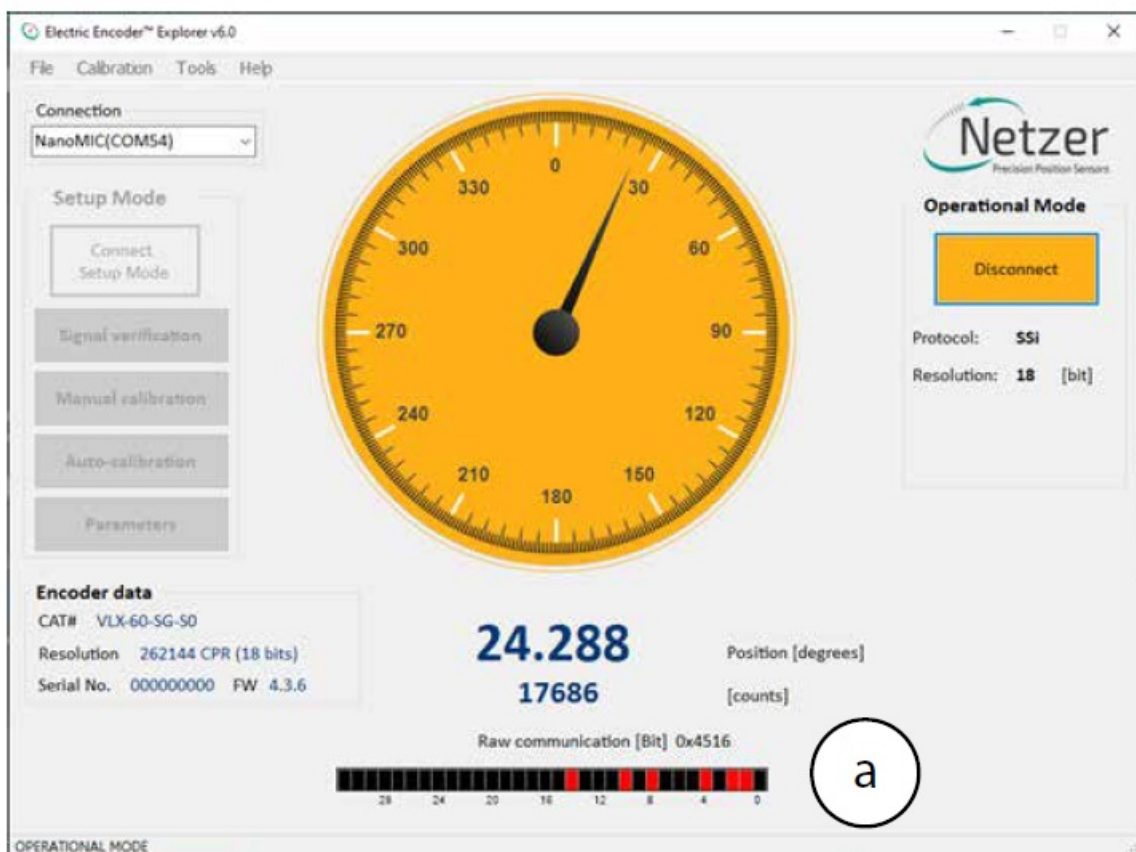 Electric Encoder™ Explorer v6.0
File Calibration Tools Help
Connection
NanoMIC(COM54)
Setup Mode
Connect
Setup Mode
Signal verification
Manual calibration
Auto-calibration
Parameters
0
30
60
90
120
150
180
210
240
270
300
330
Netzer
Precision Position Sensors
Operational Mode
Disconnect
Protocol: SSi
Resolution: 18 [bit]
Encoder data
CAT# VLX-60-SG-S0
Resolution 262144 CPR (18 bits)
Serial No. 000000000 FW 4.3.6
24.288 Position [degrees]
17686 [counts]
Raw communication [Bit] 0x4516
28 24 20 16 12 8 4 0
a
OPERATIONAL MODE